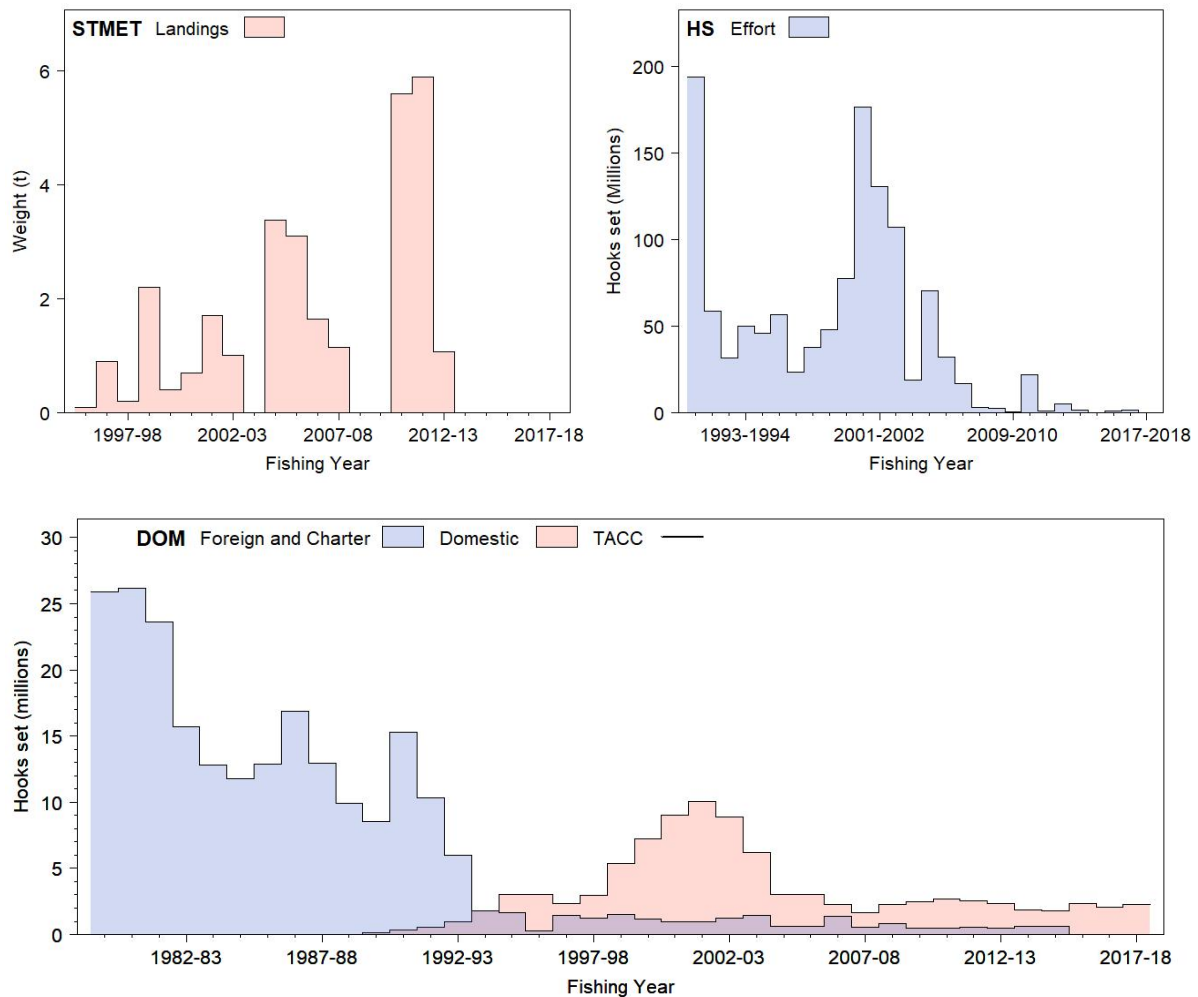 STMET Landings
6
4
2
0
Weight (t)
1997-98 2002-03 2007-08 2012-13 2017-18
Fishing Year
HS Effort
200
150
100
50
0
Hooks set (Millions)
1993-1994 2001-2002 2009-2010 2017-2018
Fishing Year
DOM Foreign and Charter Domestic TACC
30
25
20
15
10
5
0
Hooks set (millions)
1982-83 1987-88 1992-93 1997-98 2002-03 2007-08 2012-13 2017-18
Fishing Year